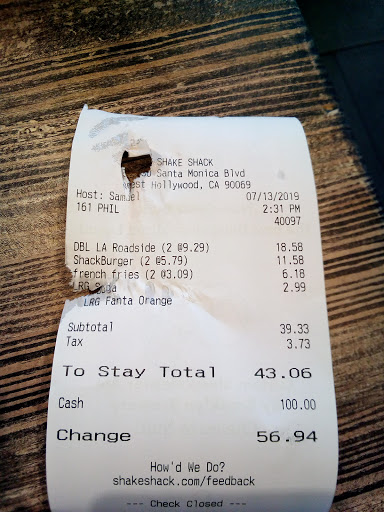 SHAKE SHACK
Santa Monica Blvd
West Hollywood, CA 90069
Host: Samuel 07/13/2019
161 PHIL 2:31 PM
40097
DBL LA Roadside (2 @9.29) 18.58
ShackBurger (2 @5.79) 11.58
french fries (2 @3.09) 6.18
LRG Soda 2.99
LRG Fanta Orange
Subtotal 39.33
Tax 3.73
To Stay Total 43.06
Cash 100.00
Change 56.94
How'd We Do?
shakeshack.com/feedback
--- Check Closed ---